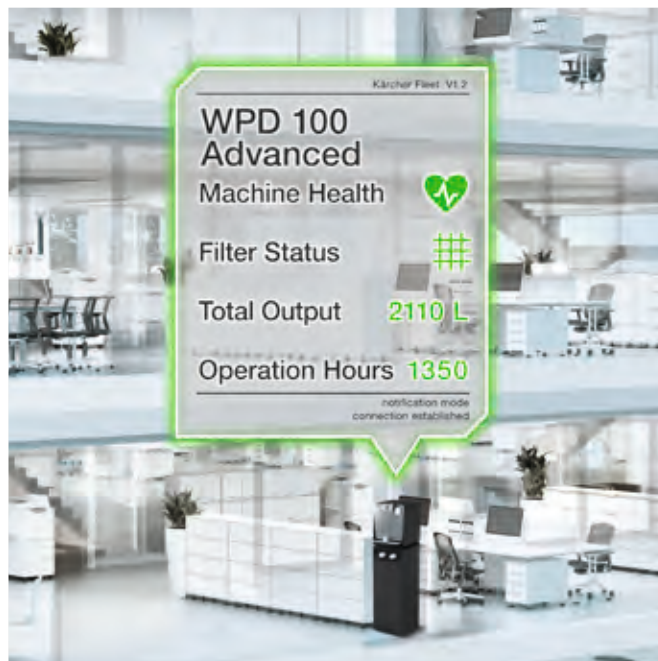 Kärcher Fleet V1.2
WPD 100
Advanced
Machine Health
Filter Status
Total Output 2110 L
Operation Hours 1350
notification mode
connection established